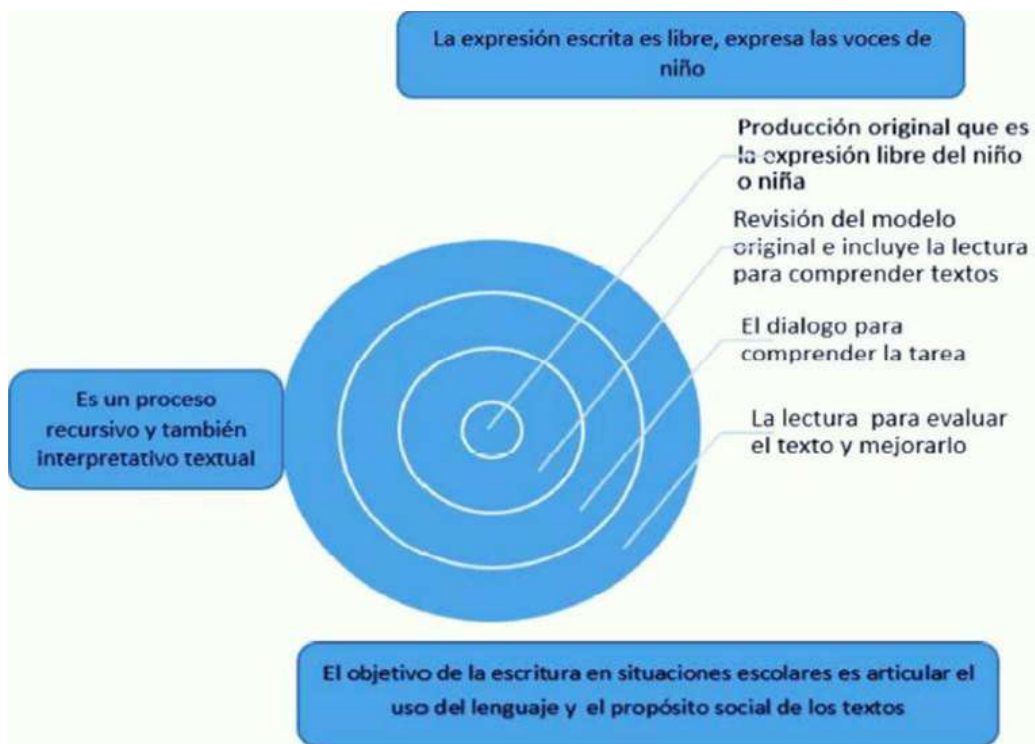 La expresión escrita es libre, expresa las voces de
niño
Producción original que es
la expresión libre del niño
o niña
Revisión del modelo
original e incluye la lectura
para comprender textos
El dialogo para
comprender la tarea
Es un proceso
recursivo y también
interpretativo textual
La lectura para evaluar
el texto y mejorarlo
El objetivo de la escritura en situaciones escolares es articular el
uso del lenguaje y el propósito social de los textos